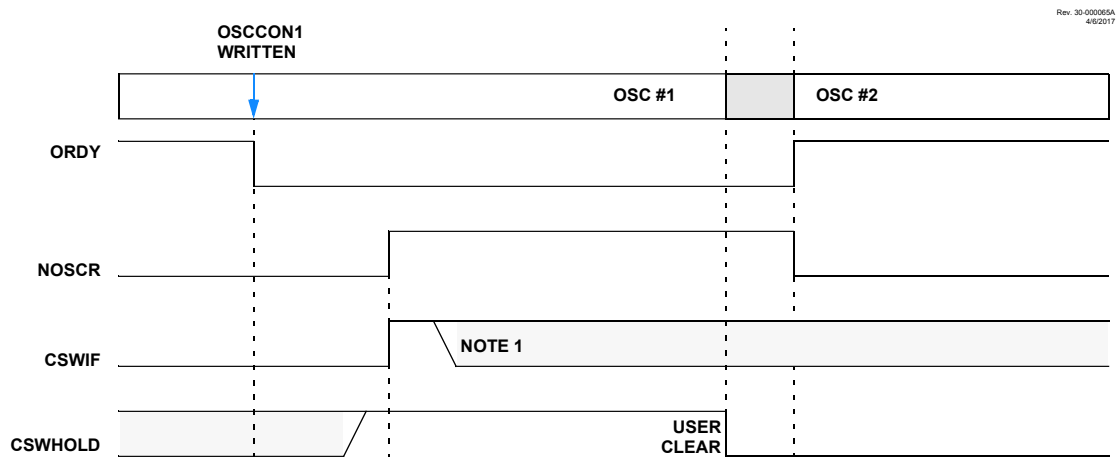 Rev. 30-000065A
4/6/2017
OSCCON1
WRITTEN
OSC #1
OSC #2
ORDY
NOSCR
CSWIF
NOTE 1
CSWHOLD
USER
CLEAR